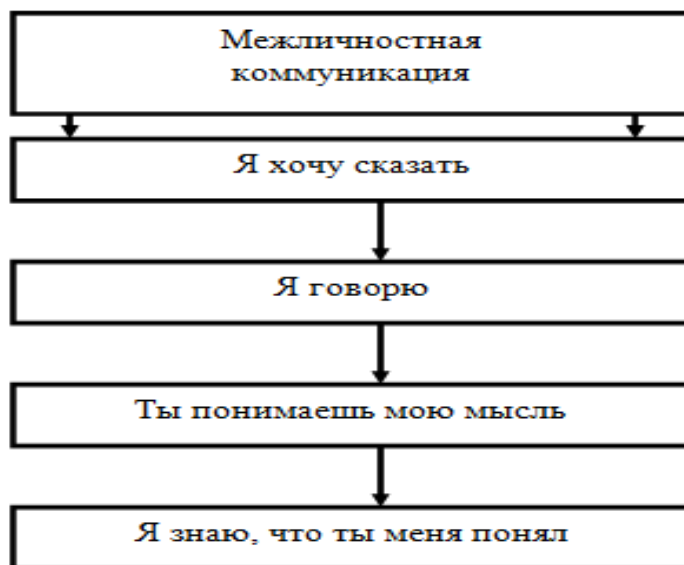 Межличностная
коммуникация
Я хочу сказать
Я говорю
Ты понимаешь мою мысль
Я знаю, что ты меня понял